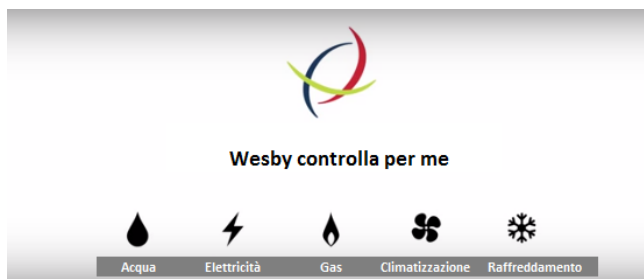 Wesby controlla per me
Acqua Elettricità Gas Climatizzazione Raffreddamento